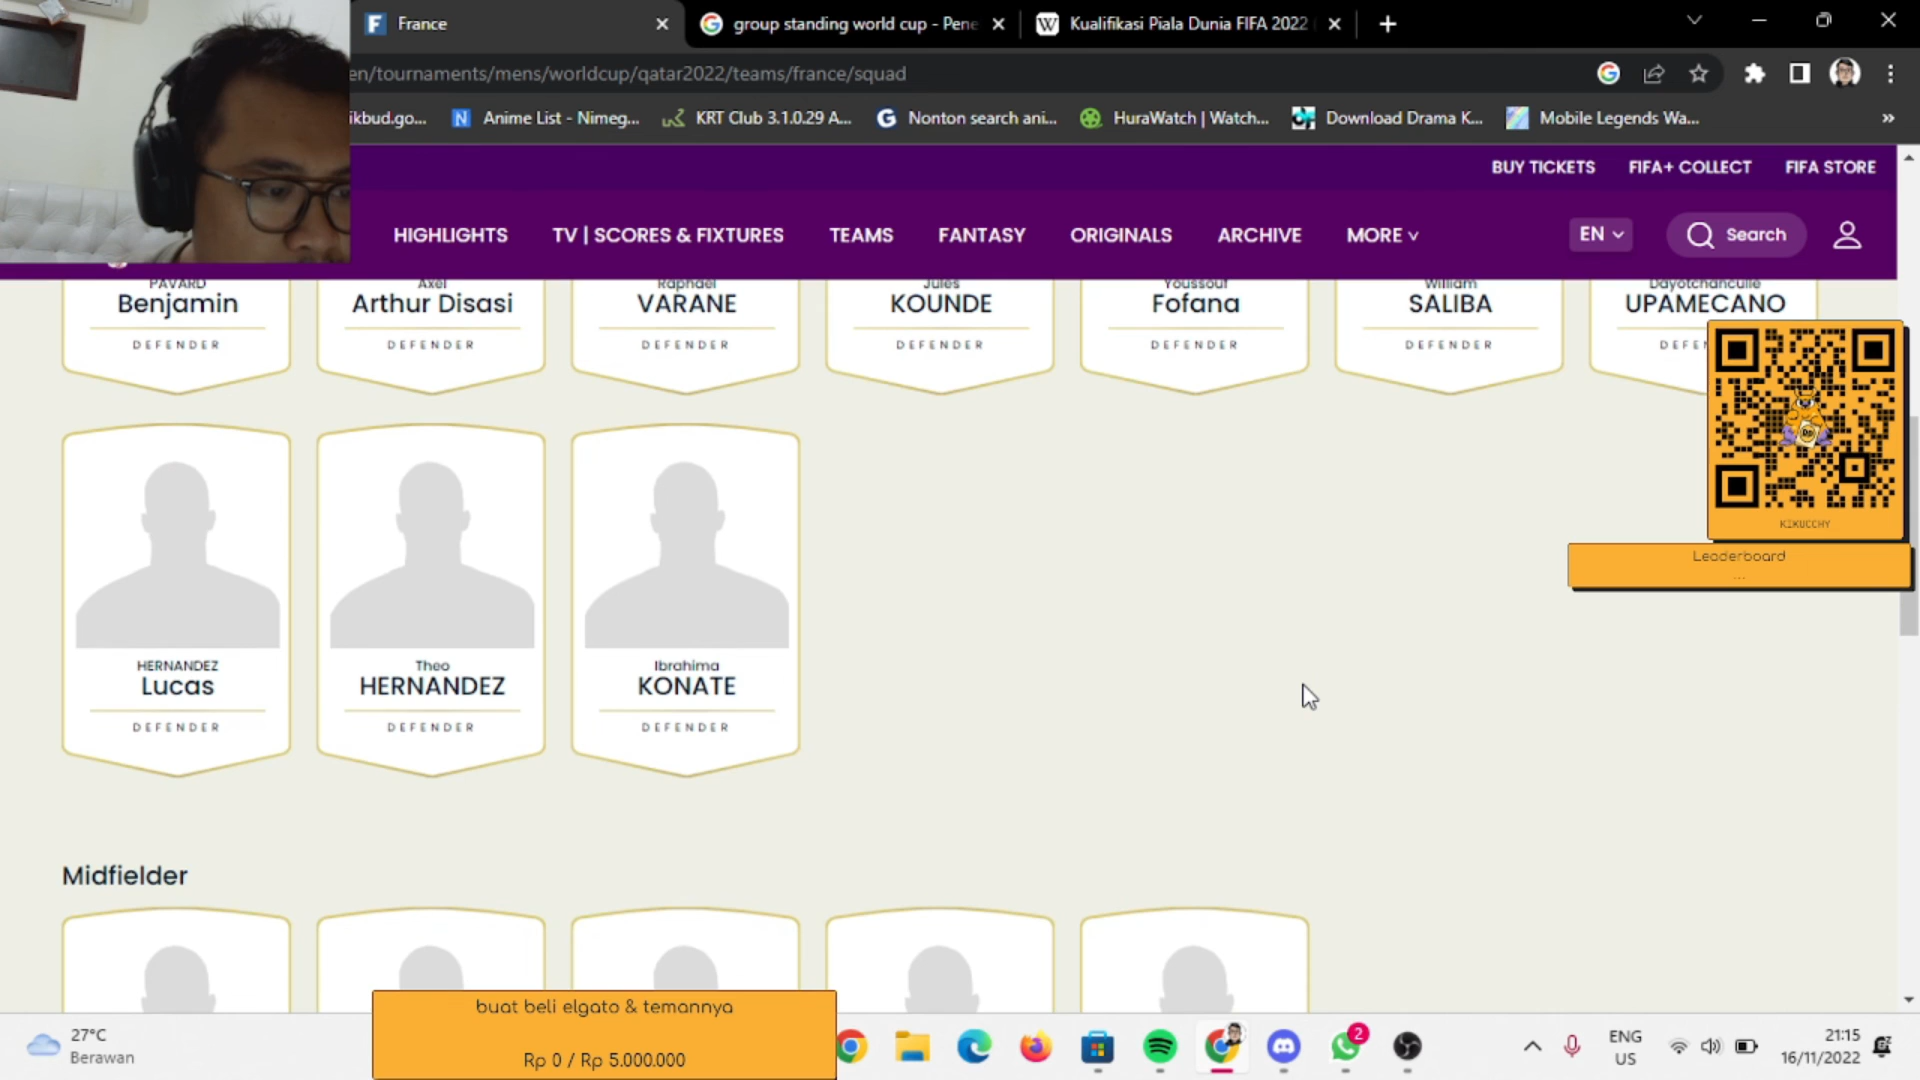 France
group standing world cup - Pene
Kualifikasi Piala Dunia FIFA 2022
en/tournaments/mens/worldcup/qatar2022/teams/france/squad
ikbud.go...
Anime List - Nimeg...
KRT Club 3.1.0.29 A...
Nonton search ani...
HuraWatch | Watch...
Download Drama K...
Mobile Legends Wa...
BUY TICKETS
FIFA+ COLLECT
FIFA STORE
HIGHLIGHTS
TV | SCORES & FIXTURES
TEAMS
FANTASY
ORIGINALS
ARCHIVE
MORE
EN
Search
PAVARD
Benjamin
DEFENDER
Axel
Arthur Disasi
DEFENDER
Raphael
VARANE
DEFENDER
Jules
KOUNDE
DEFENDER
Youssouf
Fofana
DEFENDER
William
SALIBA
DEFENDER
Dayotchanculle
UPAMECANO
DEFEN
KIKUCCHY
Leaderboard
...
HERNANDEZ
Lucas
DEFENDER
Theo
HERNANDEZ
DEFENDER
Ibrahima
KONATE
DEFENDER
Midfielder
buat beli elgato & temannya
Rp 0 / Rp 5.000.000
27°C
Berawan
2
ENG
US
21:15
16/11/2022